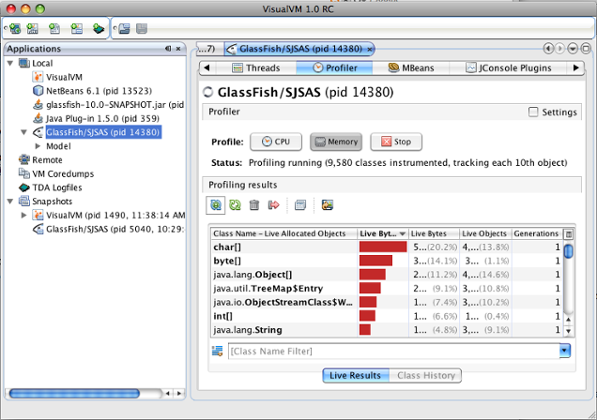 VisualVM 1.0 RC
Applications
Local
VisualVM
NetBeans 6.1 (pid 13523)
glassfish-10.0-SNAPSHOT.jar (pid
Java Plug-in 1.5.0 (pid 359)
GlassFish/SJSAS (pid 14380)
Model
Remote
VM Coredumps
TDA Logfiles
Snapshots
VisualVM (pid 1490, 11:38:14 AM
GlassFish/SJSAS (pid 5040, 10:29:
...7) GlassFish/SJSAS (pid 14380)
Threads Profiler MBeans JConsole Plugins
GlassFish/SJSAS (pid 14380)
Profiler Settings
Profile: CPU Memory Stop
Status: Profiling running (9,580 classes instrumented, tracking each 10th object)
Profiling results
Class Name - Live Allocated Objects Live Byt... Live Bytes Live Objects Generations
char[] 5...(20.2%) 4,...(13.8%) 1
byte[] 3...(14.1%) 3... (1.1%) 1
java.lang.Object[] 2...(11.2%) 4,...(14.6%) 1
java.util.TreeMap$Entry 2... (9.1%) 3,...(10.8%) 1
java.io.ObjectStreamClass$W... 1... (7.4%) 3,...(10.2%) 1
int[] 1... (6.6%) 1... (0.4%) 1
java.lang.String 1... (4.8%) 3,... (9.1%) 1
[Class Name Filter]
Live Results Class History